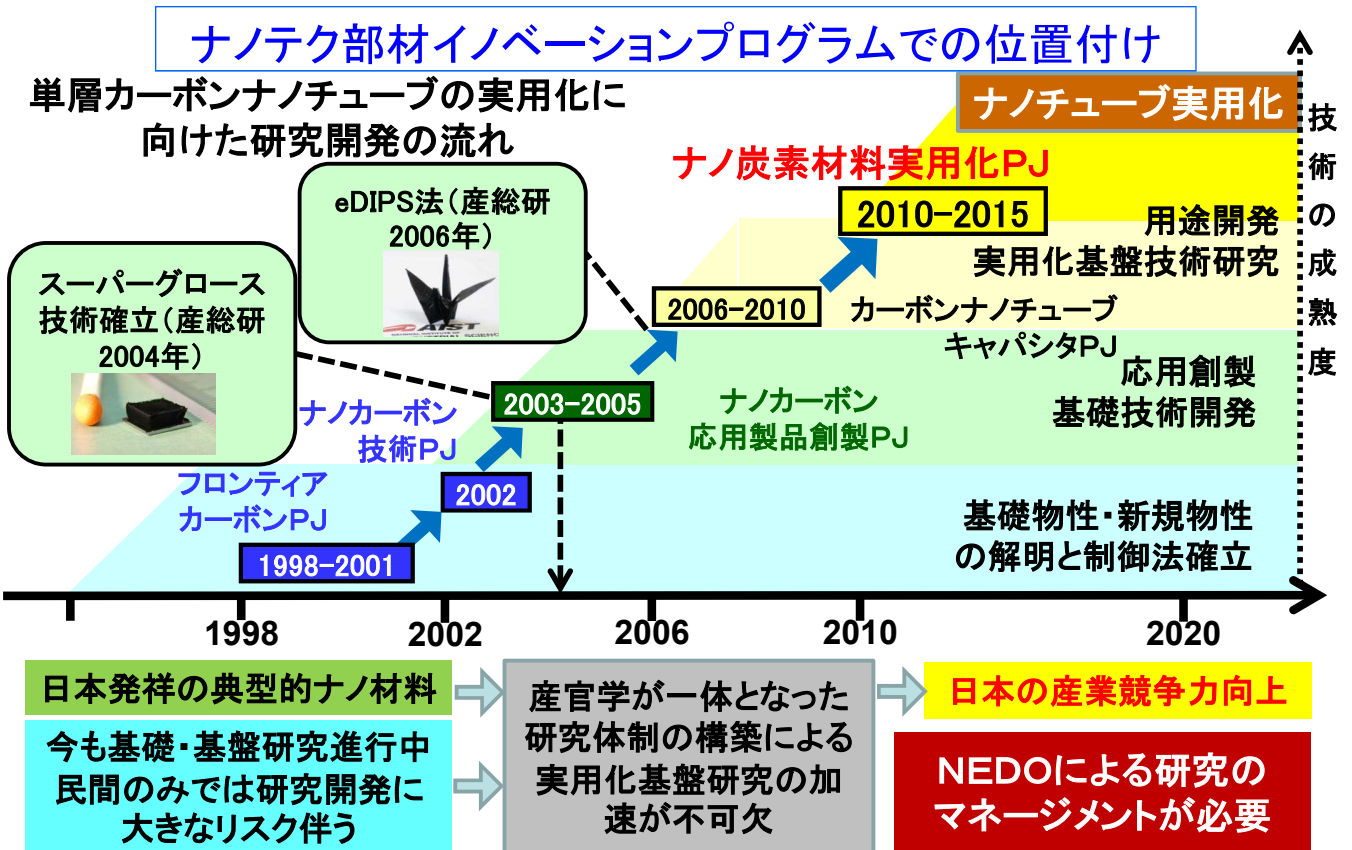 ナノテク部材イノベーションプログラムでの位置付け
単層カーボンナノチューブの実用化に
向けた研究開発の流れ
ナノチューブ実用化
技術の成熟度
ナノ炭素材料実用化PJ
2010-2015
用途開発
実用化基盤技術研究
eDIPS法(産総研
2006年)
AIST
スーパーグロース
技術確立(産総研
2004年)
2006-2010
カーボンナノチューブ
キャパシタPJ
応用創製
基礎技術開発
2003-2005
ナノカーボン
応用製品創製PJ
ナノカーボン
技術PJ
2002
フロンティア
カーボンPJ
1998-2001
基礎物性・新規物性
の解明と制御法確立
1998
2002
2006
2010
2020
日本発祥の典型的ナノ材料
今も基礎・基盤研究進行中
民間のみでは研究開発に
大きなリスク伴う
産官学が一体となった
研究体制の構築による
実用化基盤研究の加
速が不可欠
日本の産業競争力向上
NEDOによる研究の
マネージメントが必要